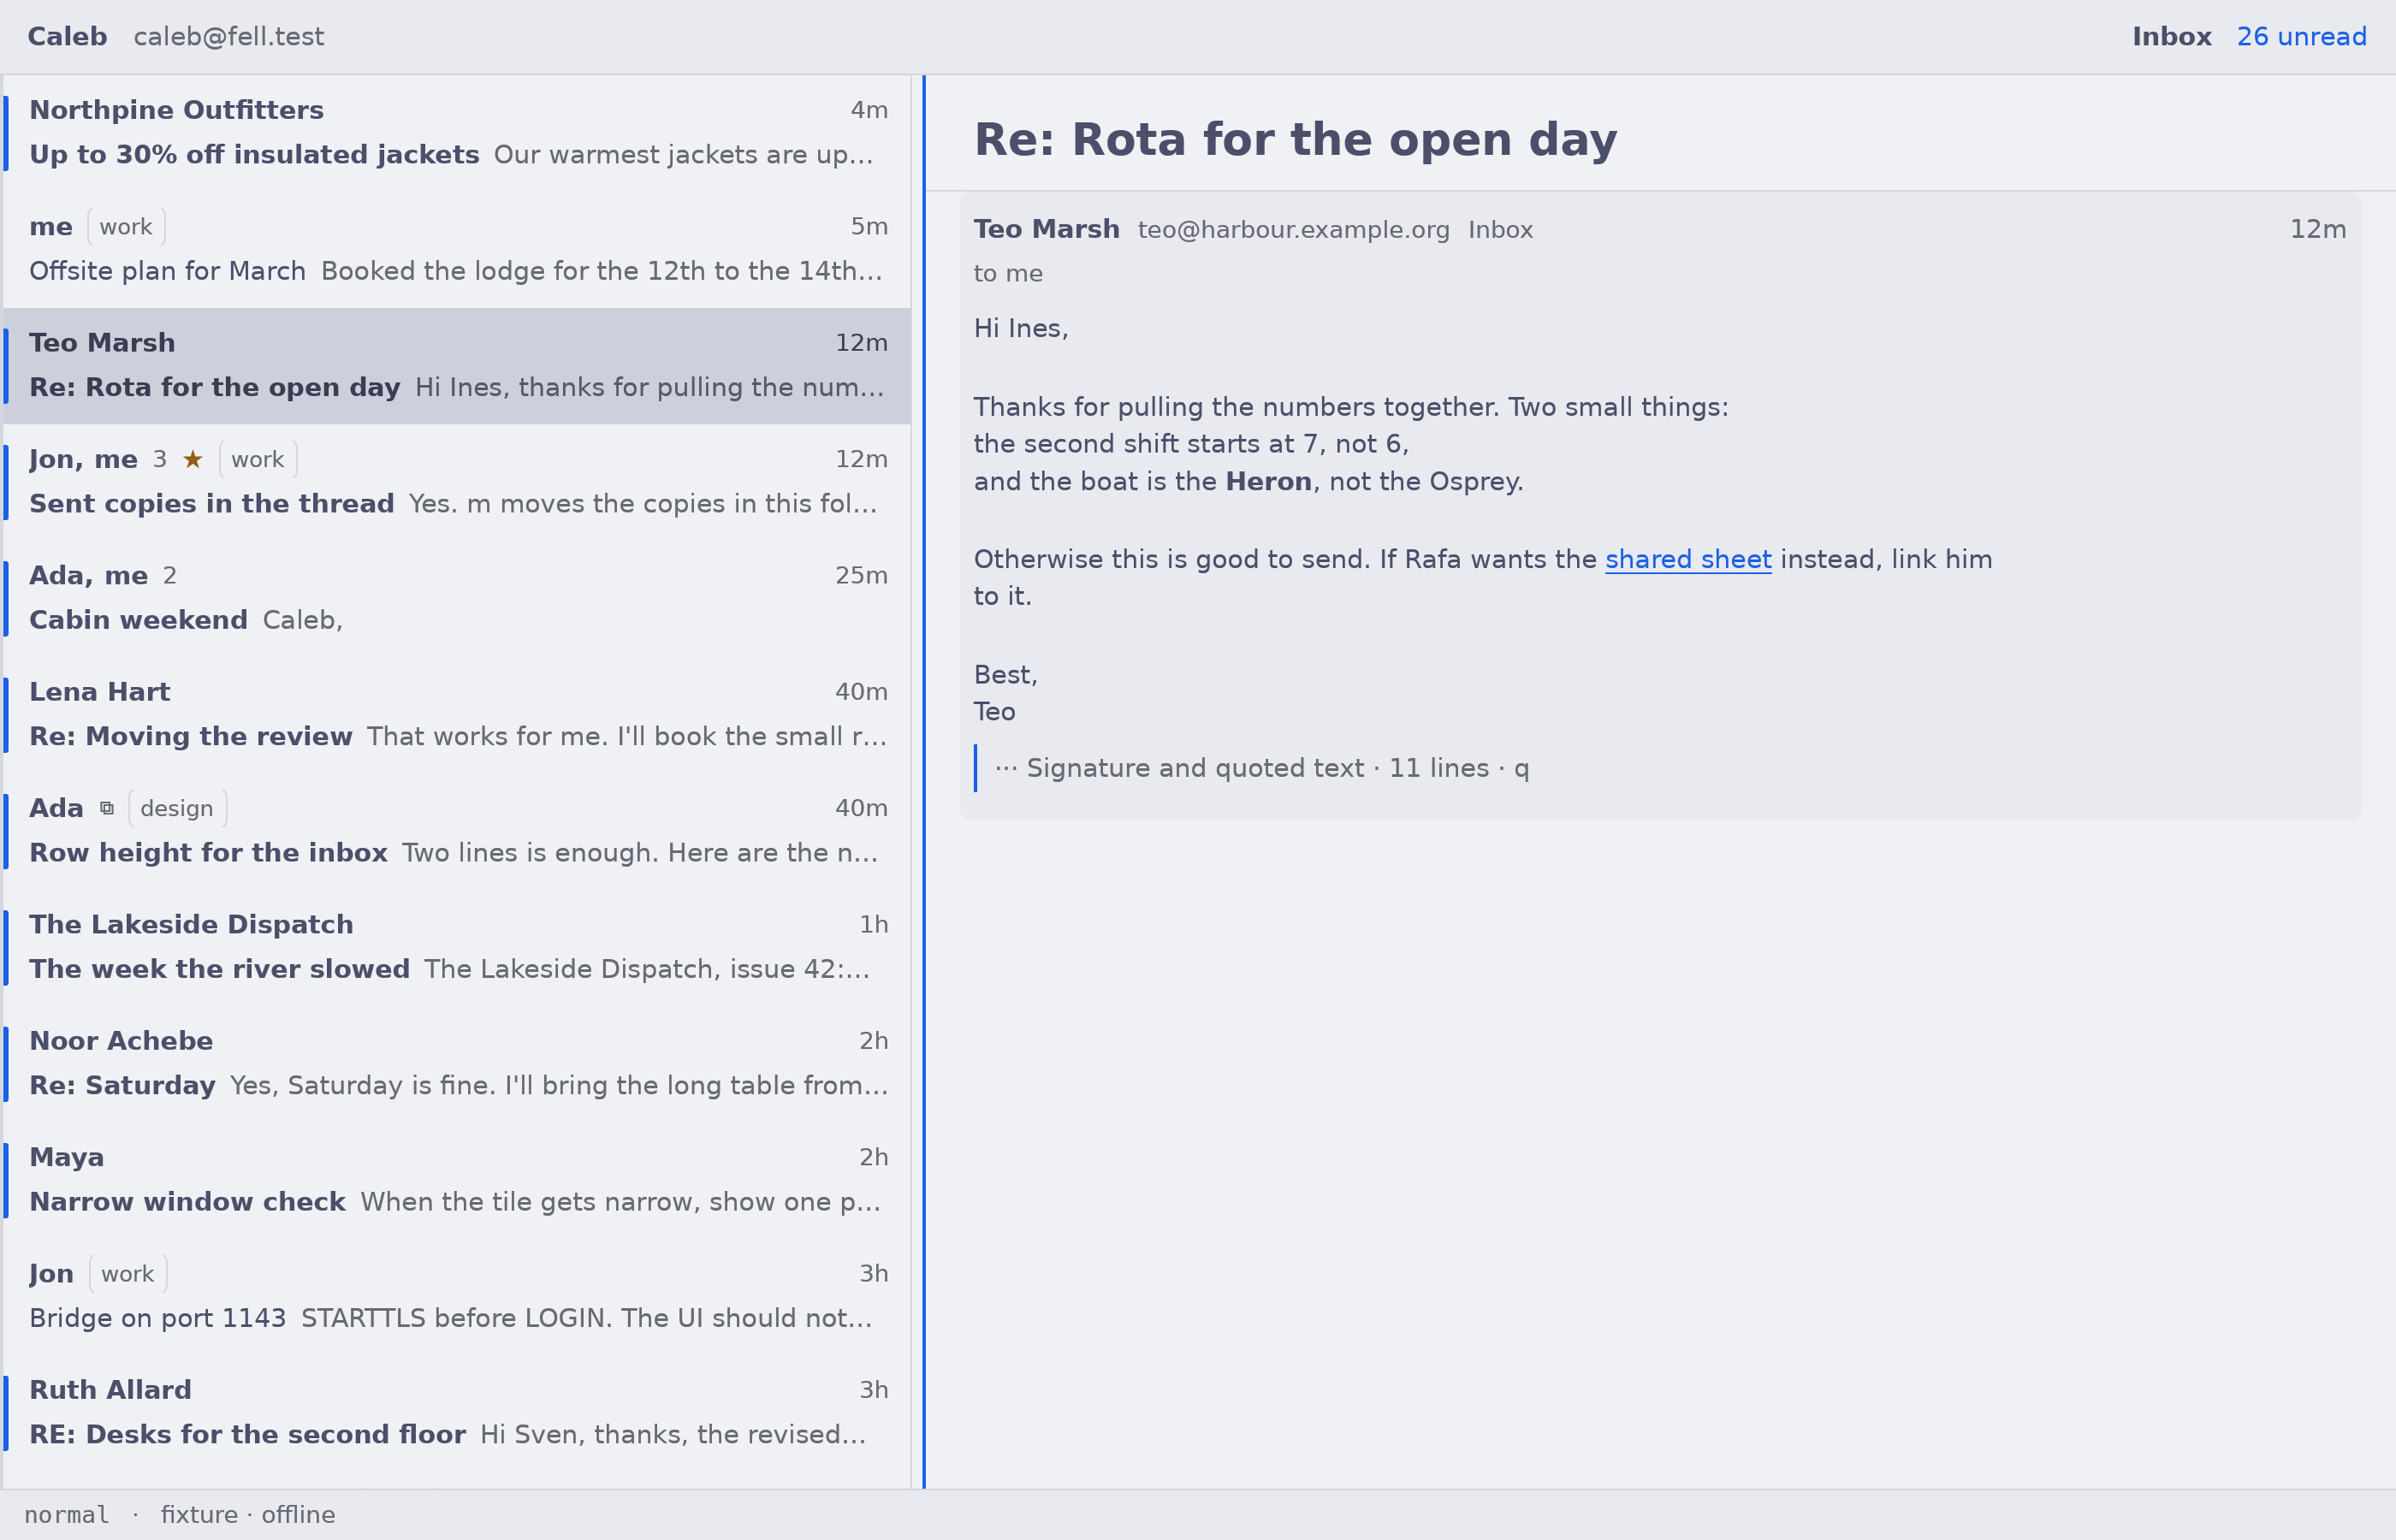 Caleb caleb@fell.test
Inbox 26 unread
Northpine Outfitters 4m
Up to 30% off insulated jackets Our warmest jackets are up…
me work 5m
Offsite plan for March Booked the lodge for the 12th to the 14th…
Teo Marsh 12m
Re: Rota for the open day Hi Ines, thanks for pulling the num…
Jon, me 3 ★ work 12m
Sent copies in the thread Yes. m moves the copies in this fol…
Ada, me 2 25m
Cabin weekend Caleb,
Lena Hart 40m
Re: Moving the review That works for me. I'll book the small r…
Ada design 40m
Row height for the inbox Two lines is enough. Here are the n…
The Lakeside Dispatch 1h
The week the river slowed The Lakeside Dispatch, issue 42:…
Noor Achebe 2h
Re: Saturday Yes, Saturday is fine. I'll bring the long table from…
Maya 2h
Narrow window check When the tile gets narrow, show one p…
Jon work 3h
Bridge on port 1143 STARTTLS before LOGIN. The UI should not…
Ruth Allard 3h
RE: Desks for the second floor Hi Sven, thanks, the revised…
Re: Rota for the open day
Teo Marsh teo@harbour.example.org Inbox 12m
to me
Hi Ines,
Thanks for pulling the numbers together. Two small things:
the second shift starts at 7, not 6,
and the boat is the Heron, not the Osprey.
Otherwise this is good to send. If Rafa wants the shared sheet instead, link him
to it.
Best,
Teo
··· Signature and quoted text · 11 lines · q
normal · fixture · offline